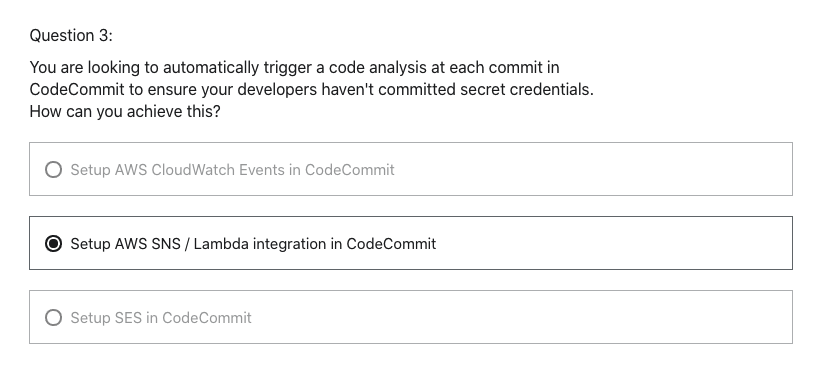 Question 3:
You are looking to automatically trigger a code analysis at each commit in
CodeCommit to ensure your developers haven't committed secret credentials.
How can you achieve this?
Setup AWS CloudWatch Events in CodeCommit
Setup AWS SNS / Lambda integration in CodeCommit
Setup SES in CodeCommit